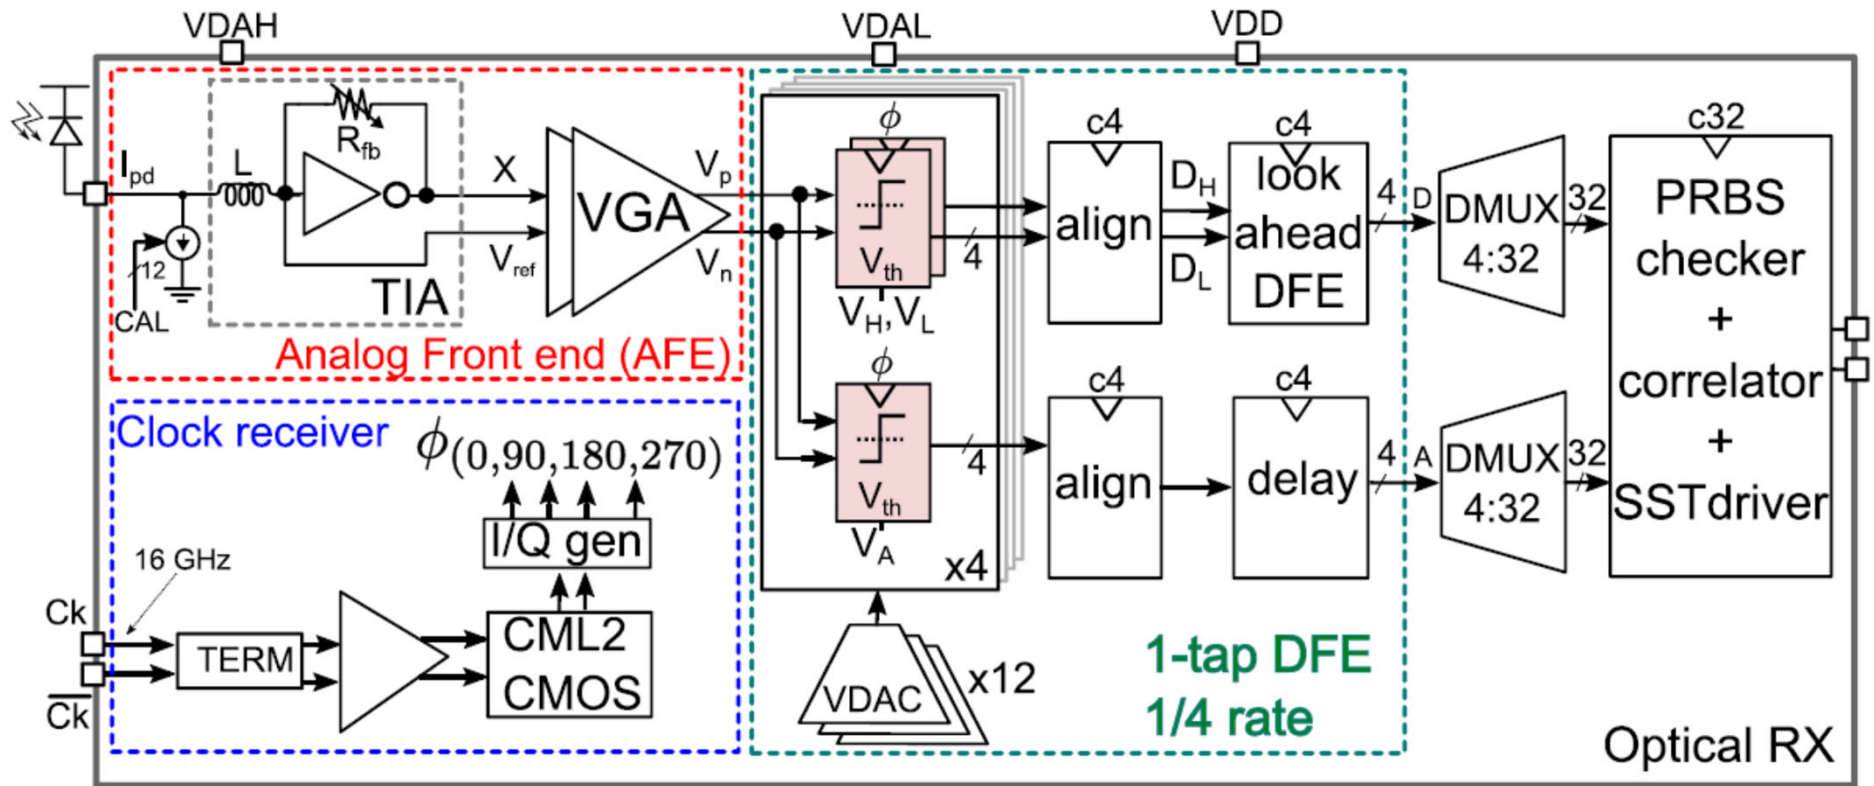 VDAH
VDAL
VDD
I_pd
L
R_fb
X
V_ref
TIA
CAL
12
VGA
V_p
V_n
Analog Front end (AFE)
ϕ
V_th
V_H, V_L
4
c4
align
D_H
D_L
c4
look
ahead
DFE
4
D
DMUX
4:32
32
c32
PRBS
checker
+
correlator
+
SSTdriver
ϕ
V_th
V_A
4
x4
c4
align
c4
delay
4
A
DMUX
4:32
32
Clock receiver
ϕ(0,90,180,270)
I/Q gen
16 GHz
Ck
C̅k̅
TERM
CML2
CMOS
VDAC
x12
1-tap DFE
1/4 rate
Optical RX